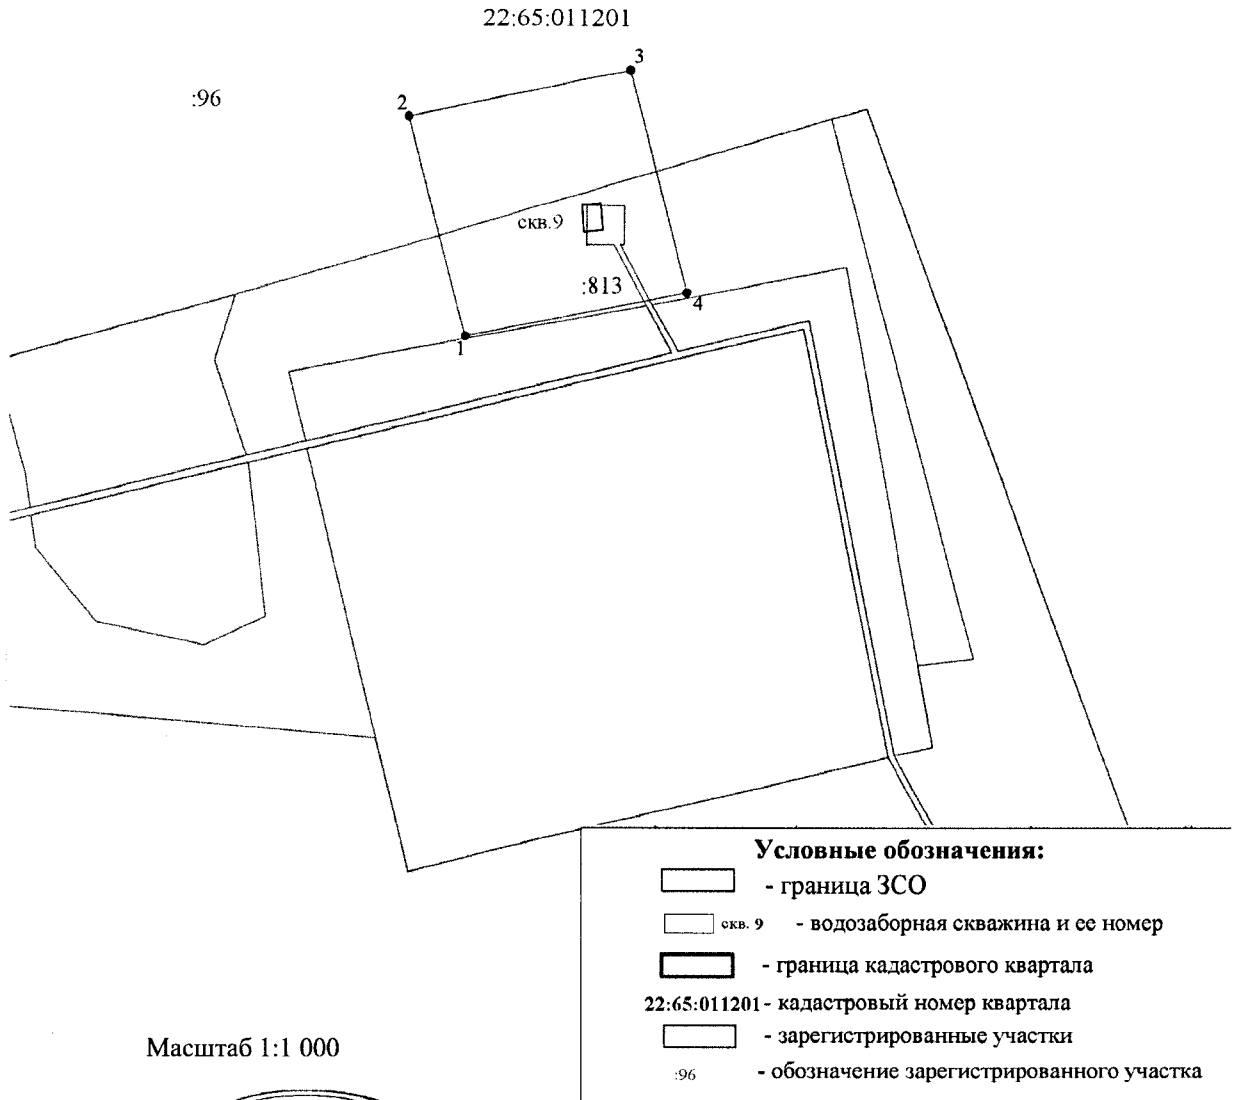 22:65:011201
3
:96
2
скв.9
:813
4
1
Условные обозначения:
- граница ЗСО
скв. 9 - водозаборная скважина и ее номер
- граница кадастрового квартала
22:65:011201 - кадастровый номер квартала
- зарегистрированные участки
:96 - обозначение зарегистрированного участка
Масштаб 1:1 000